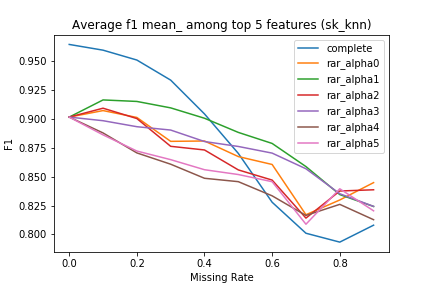 Average f1 mean_ among top 5 features (sk_knn)
complete
rar_alpha0
rar_alpha1
rar_alpha2
rar_alpha3
rar_alpha4
rar_alpha5
F1
0.950
0.925
0.900
0.875
0.850
0.825
0.800
0.0 0.2 0.4 0.6 0.8
Missing Rate